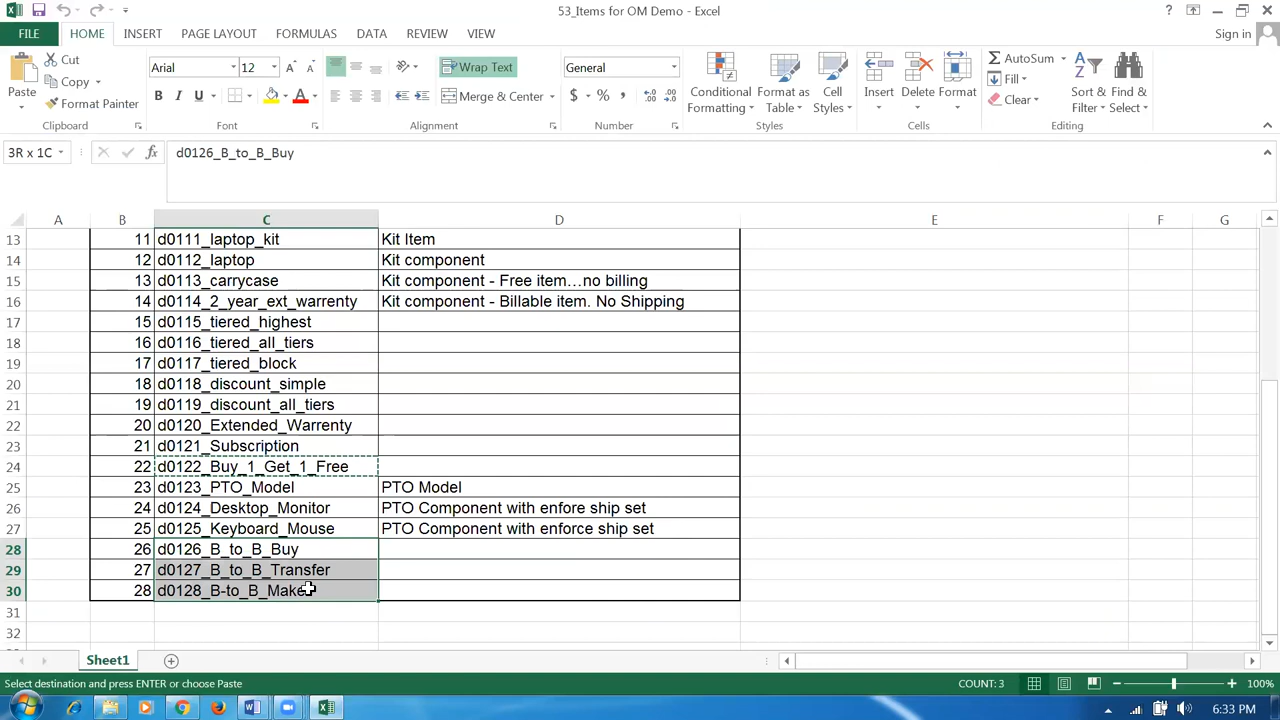 53_Items for OM Demo - Excel
?
FILE HOME INSERT PAGE LAYOUT FORMULAS DATA REVIEW VIEW Sign in
Paste
Cut
Copy
Format Painter
Clipboard
Arial 12
B I U
Font
Wrap Text
Merge & Center
Alignment
General
$ % ,
Number
Conditional Formatting
Format as Table
Cell Styles
Styles
Insert Delete Format
Cells
AutoSum
Fill
Clear
Sort & Filter
Find & Select
Editing
3R x 1C fx d0126_B_to_B_Buy
A B C D E F G
13 11 d0111_laptop_kit Kit Item
14 12 d0112_laptop Kit component
15 13 d0113_carrycase Kit component - Free item…no billing
16 14 d0114_2_year_ext_warrenty Kit component - Billable item. No Shipping
17 15 d0115_tiered_highest
18 16 d0116_tiered_all_tiers
19 17 d0117_tiered_block
20 18 d0118_discount_simple
21 19 d0119_discount_all_tiers
22 20 d0120_Extended_Warrenty
23 21 d0121_Subscription
24 22 d0122_Buy_1_Get_1_Free
25 23 d0123_PTO_Model PTO Model
26 24 d0124_Desktop_Monitor PTO Component with enfore ship set
27 25 d0125_Keyboard_Mouse PTO Component with enforce ship set
28 26 d0126_B_to_B_Buy
29 27 d0127_B_to_B_Transfer
30 28 d0128_B-to_B_Make
31
32
Sheet1
Select destination and press ENTER or choose Paste COUNT: 3 100%
6:33 PM